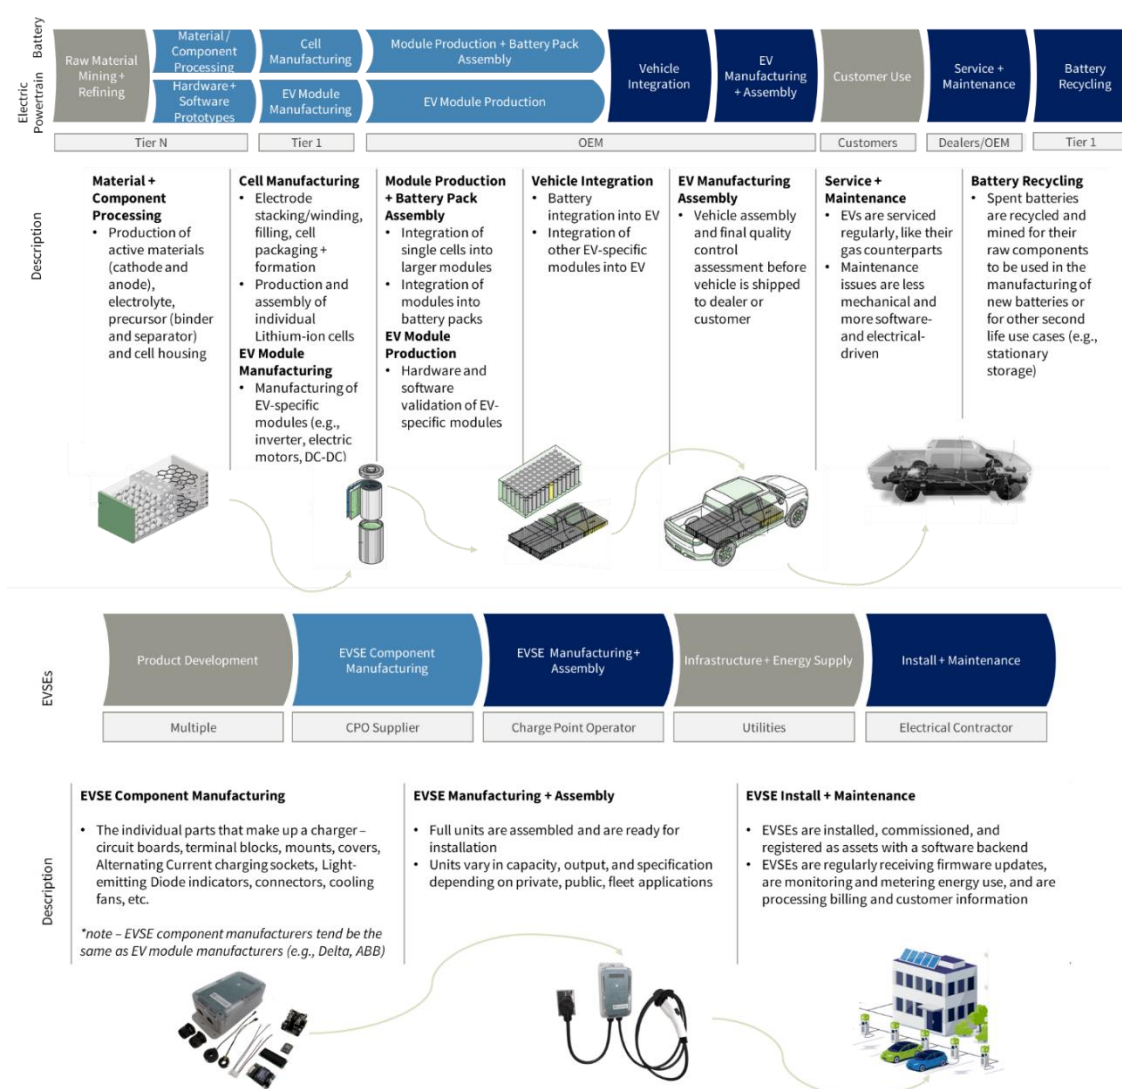 Battery
Electric
Powertrain
Raw Material
Mining +
Refining
Material /
Component
Processing
Hardware +
Software
Prototypes
Cell
Manufacturing
EV Module
Manufacturing
Module Production + Battery Pack
Assembly
EV Module Production
Vehicle
Integration
EV
Manufacturing
+ Assembly
Customer Use
Service +
Maintenance
Battery
Recycling
Tier N
Tier 1
OEM
Customers
Dealers/OEM
Tier 1
Description
Material +
Component
Processing
• Production of
active materials
(cathode and
anode),
electrolyte,
precursor (binder
and separator)
and cell housing
Cell Manufacturing
• Electrode
stacking/winding,
filling, cell
packaging +
formation
• Production and
assembly of
individual
Lithium-ion cells
EV Module
Manufacturing
• Manufacturing of
EV-specific
modules (e.g.,
inverter, electric
motors, DC-DC)
Module Production
+ Battery Pack
Assembly
• Integration of
single cells into
larger modules
• Integration of
modules into
battery packs
EV Module
Production
• Hardware and
software
validation of EV-
specific modules
Vehicle Integration
• Battery
integration into EV
• Integration of
other EV-specific
modules into EV
EV Manufacturing
Assembly
• Vehicle assembly
and final quality
control
assessment before
vehicle is shipped
to dealer or
customer
Service +
Maintenance
• EVs are serviced
regularly, like their
gas counterparts
• Maintenance
issues are less
mechanical and
more software-
and electrical-
driven
Battery Recycling
• Spent batteries
are recycled and
mined for their
raw components
to be used in the
manufacturing of
new batteries or
for other second
life use cases (e.g.,
stationary
storage)
EVSEs
Product Development
EVSE Component
Manufacturing
EVSE Manufacturing +
Assembly
Infrastructure + Energy Supply
Install + Maintenance
Multiple
CPO Supplier
Charge Point Operator
Utilities
Electrical Contractor
Description
EVSE Component Manufacturing
• The individual parts that make up a charger –
circuit boards, terminal blocks, mounts, covers,
Alternating Current charging sockets, Light-
emitting Diode indicators, connectors, cooling
fans, etc.
*note – EVSE component manufacturers tend be the
same as EV module manufacturers (e.g., Delta, ABB)
EVSE Manufacturing + Assembly
• Full units are assembled and are ready for
installation
• Units vary in capacity, output, and specification
depending on private, public, fleet applications
EVSE Install + Maintenance
• EVSEs are installed, commissioned, and
registered as assets with a software backend
• EVSEs are regularly receiving firmware updates,
are monitoring and metering energy use, and are
processing billing and customer information